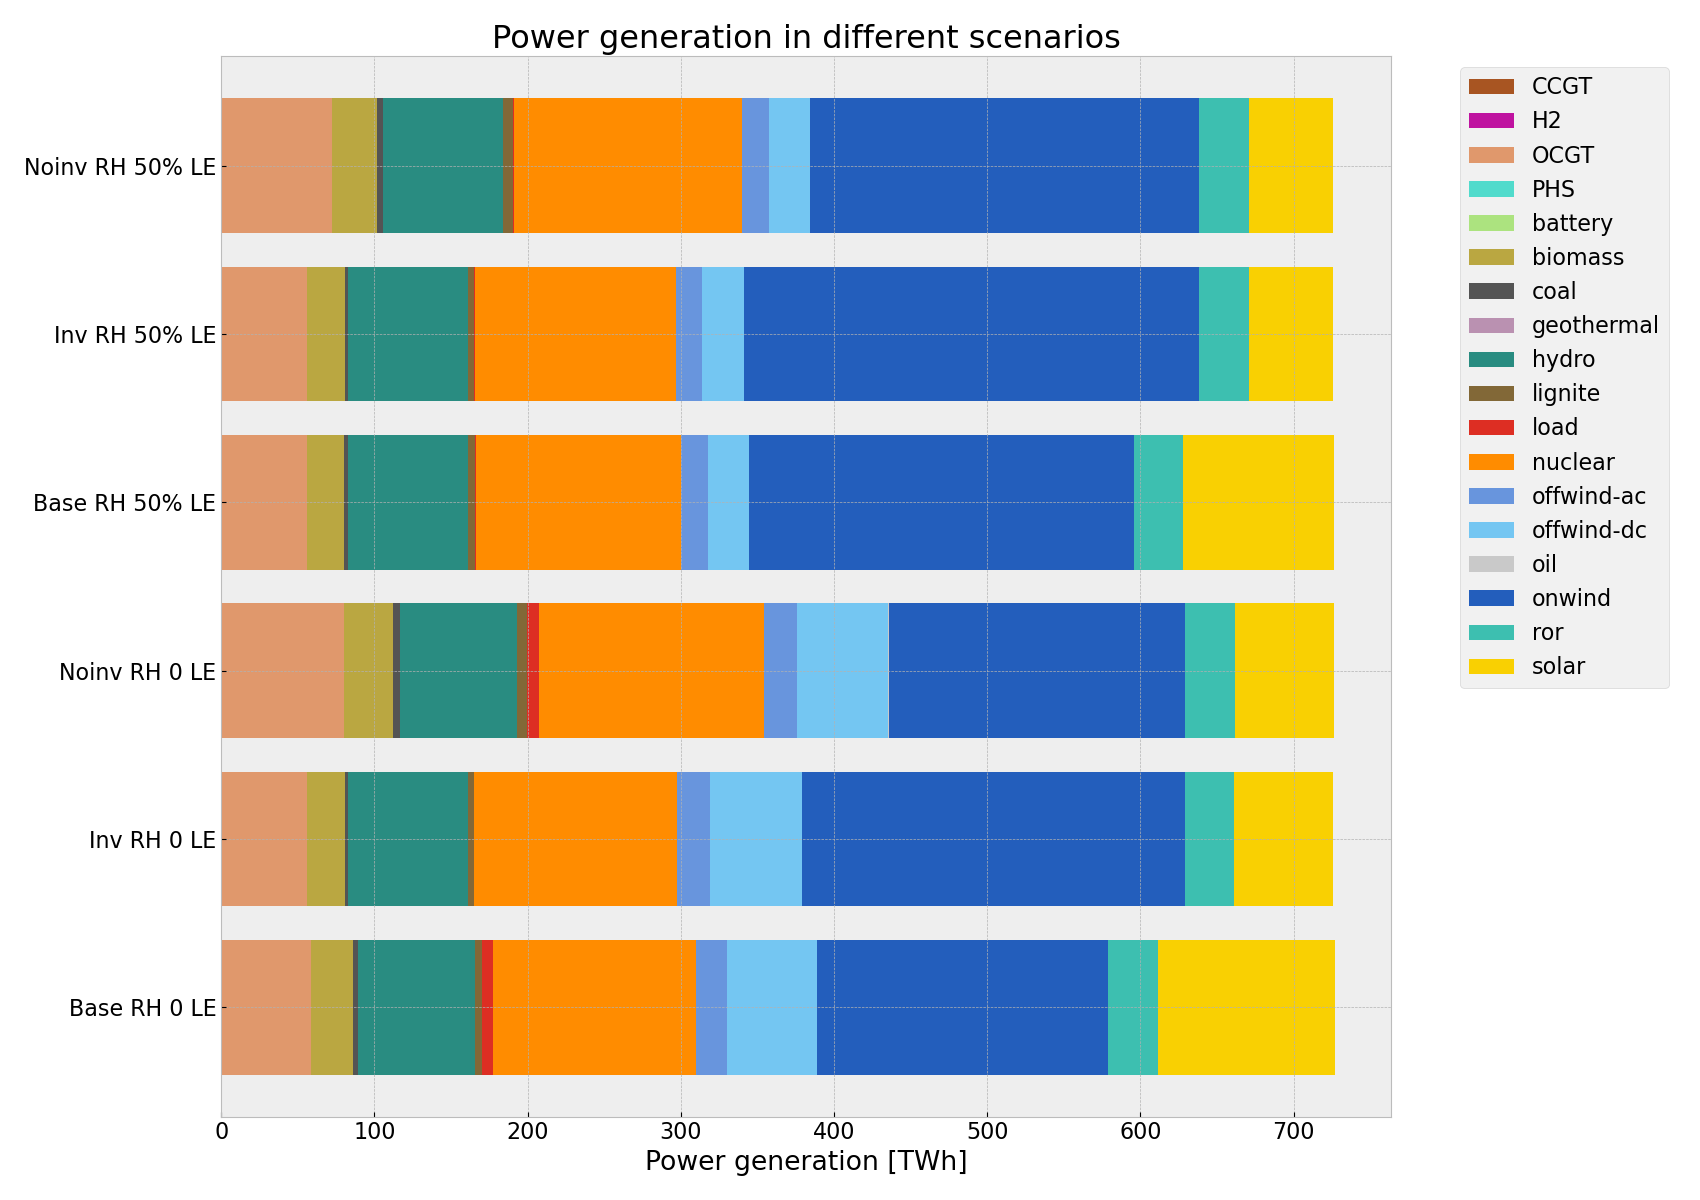 Power generation in different scenarios
Noinv RH 50% LE
Inv RH 50% LE
Base RH 50% LE
Noinv RH 0 LE
Inv RH 0 LE
Base RH 0 LE
0 100 200 300 400 500 600 700
Power generation [TWh]
CCGT
H2
OCGT
PHS
battery
biomass
coal
geothermal
hydro
lignite
load
nuclear
offwind-ac
offwind-dc
oil
onwind
ror
solar